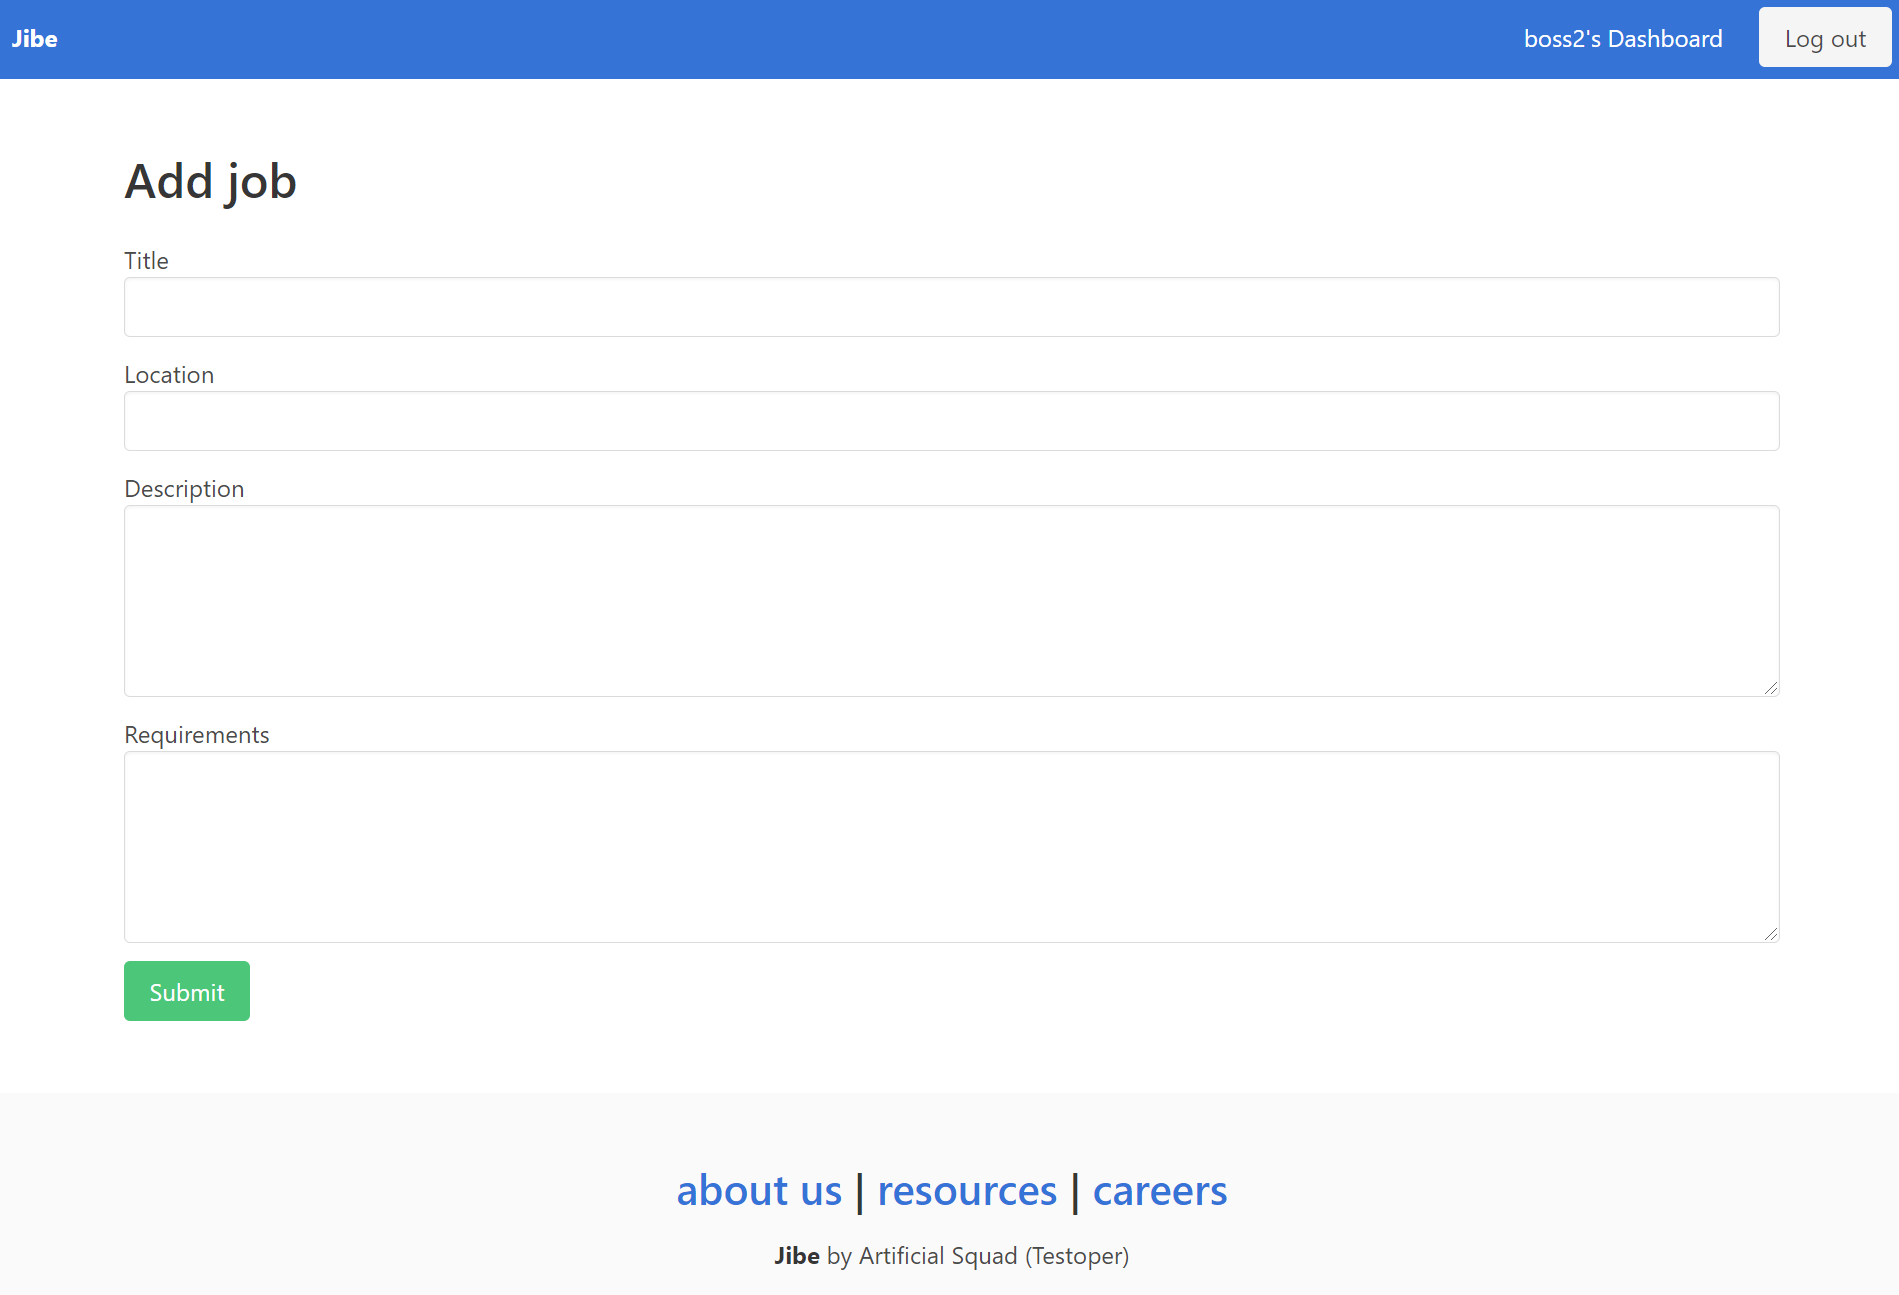 Jibe boss2's Dashboard Log out
Add job
Title
Location
Description
Requirements
Submit
about us | resources | careers
Jibe by Artificial Squad (Testoper)